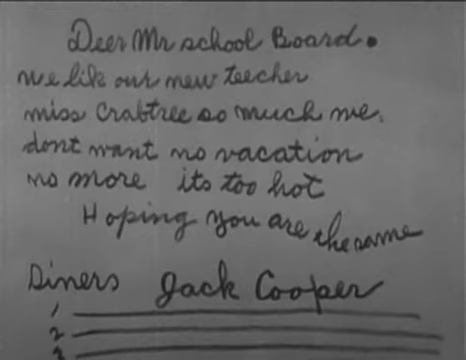 Deer Mr school Board.
we lik our new teecher
miss Crabtree so much we.
dont want no vacation
no more its too hot
Hoping you are the same
Siners Jack Cooper
1
2
3